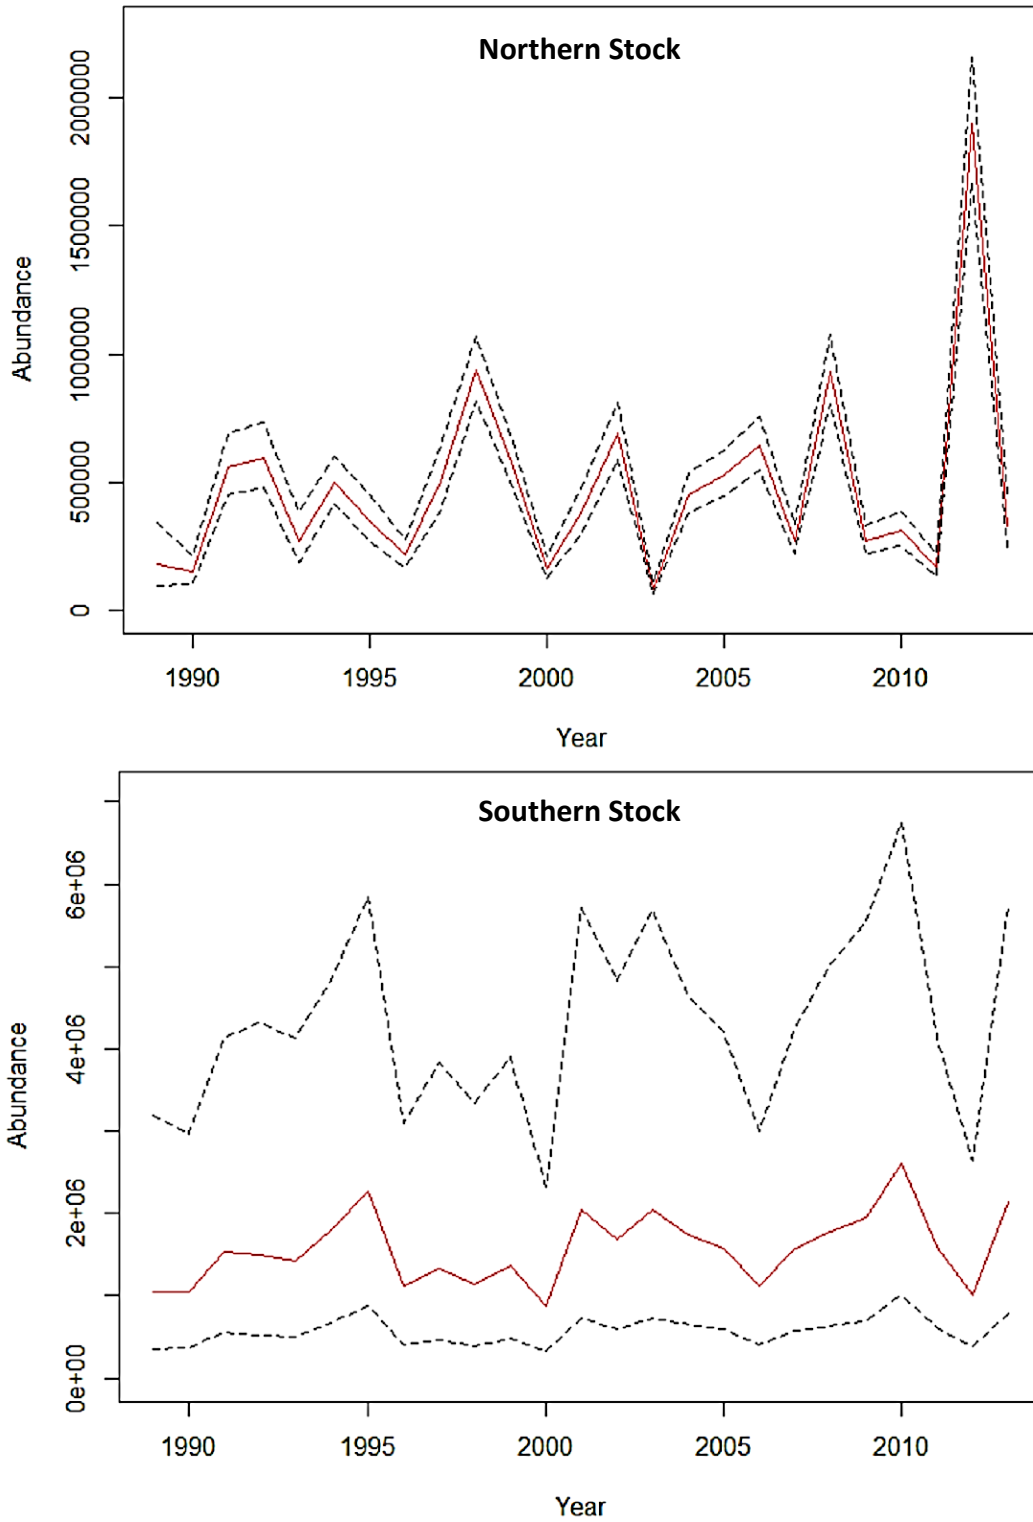 Northern Stock
Abundance
2000000
1500000
1000000
500000
0
1990 1995 2000 2005 2010
Year
Southern Stock
Abundance
6e+06
4e+06
2e+06
0e+00
1990 1995 2000 2005 2010
Year